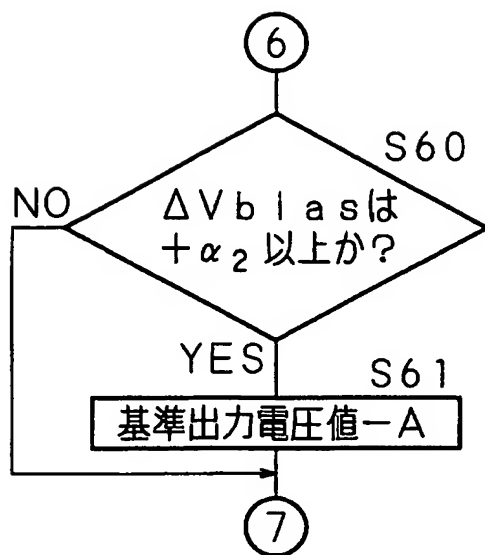 6
S60
NO
ΔVbiasは
+α2以上か?
YES
S61
基準出力電圧値-A
7